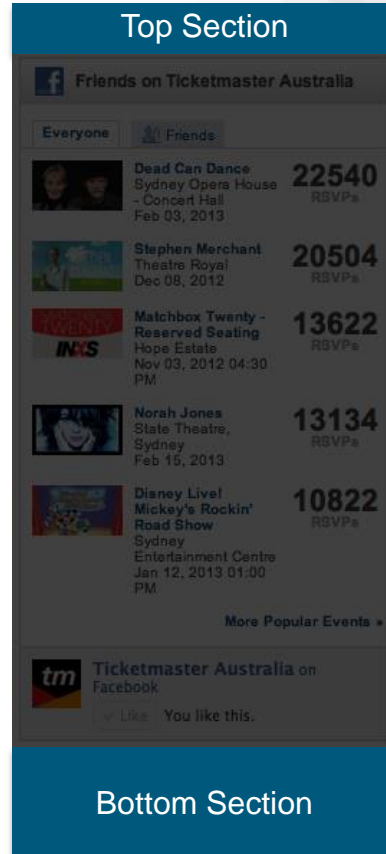 Top Section
Friends on Ticketmaster Australia
Everyone
Friends
Dead Can Dance
Sydney Opera House
- Concert Hall
Feb 03, 2013
22540
RSVPs
Stephen Merchant
Theatre Royal
Dec 08, 2012
20504
RSVPs
MATCHBOX
TWENTY
INXS
Matchbox Twenty -
Reserved Seating
Hope Estate
Nov 03, 2012 04:30
PM
13622
RSVPs
Norah Jones
State Theatre,
Sydney
Feb 15, 2013
13134
RSVPs
Disney Live!
Mickey's Rockin'
Road Show
Sydney
Entertainment Centre
Jan 12, 2013 01:00
PM
10822
RSVPs
More Popular Events »
tm
Ticketmaster Australia on
Facebook
Like You like this.
Bottom Section